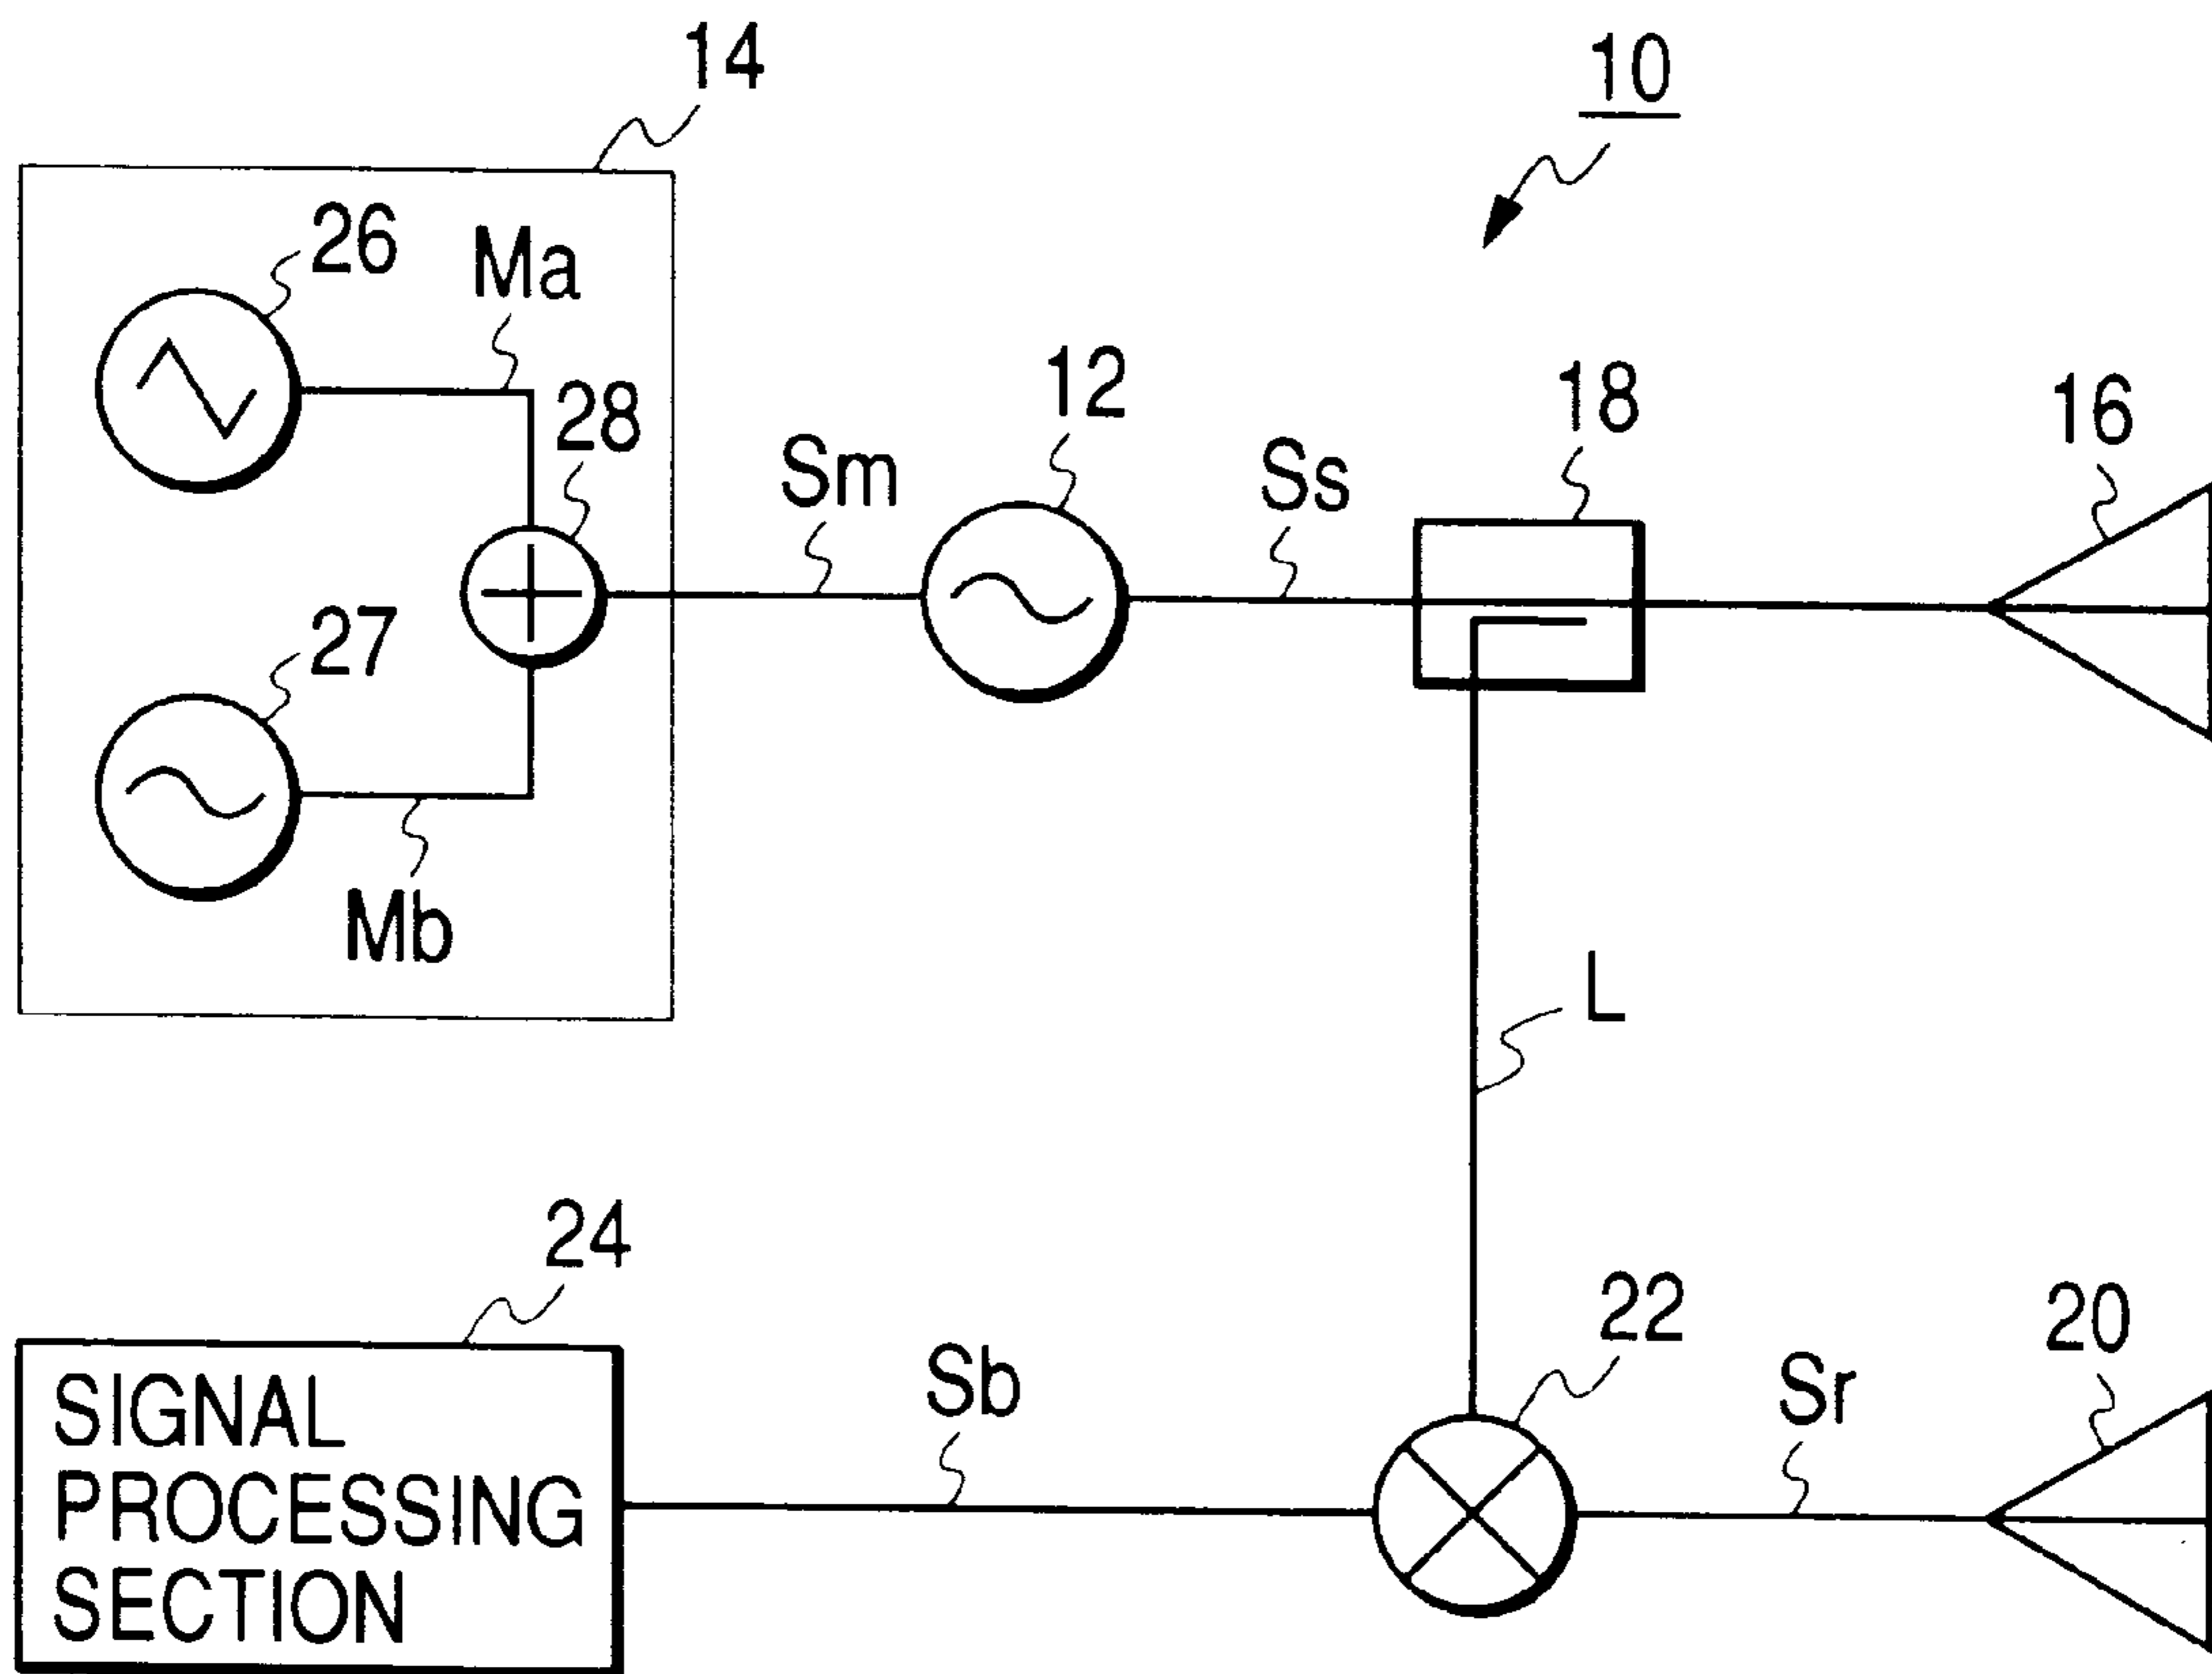 14
10
26
Ma
28
12
18
16
Sm
Ss
27
Mb
L
24
22
20
Sb
Sr
SIGNAL
PROCESSING
SECTION